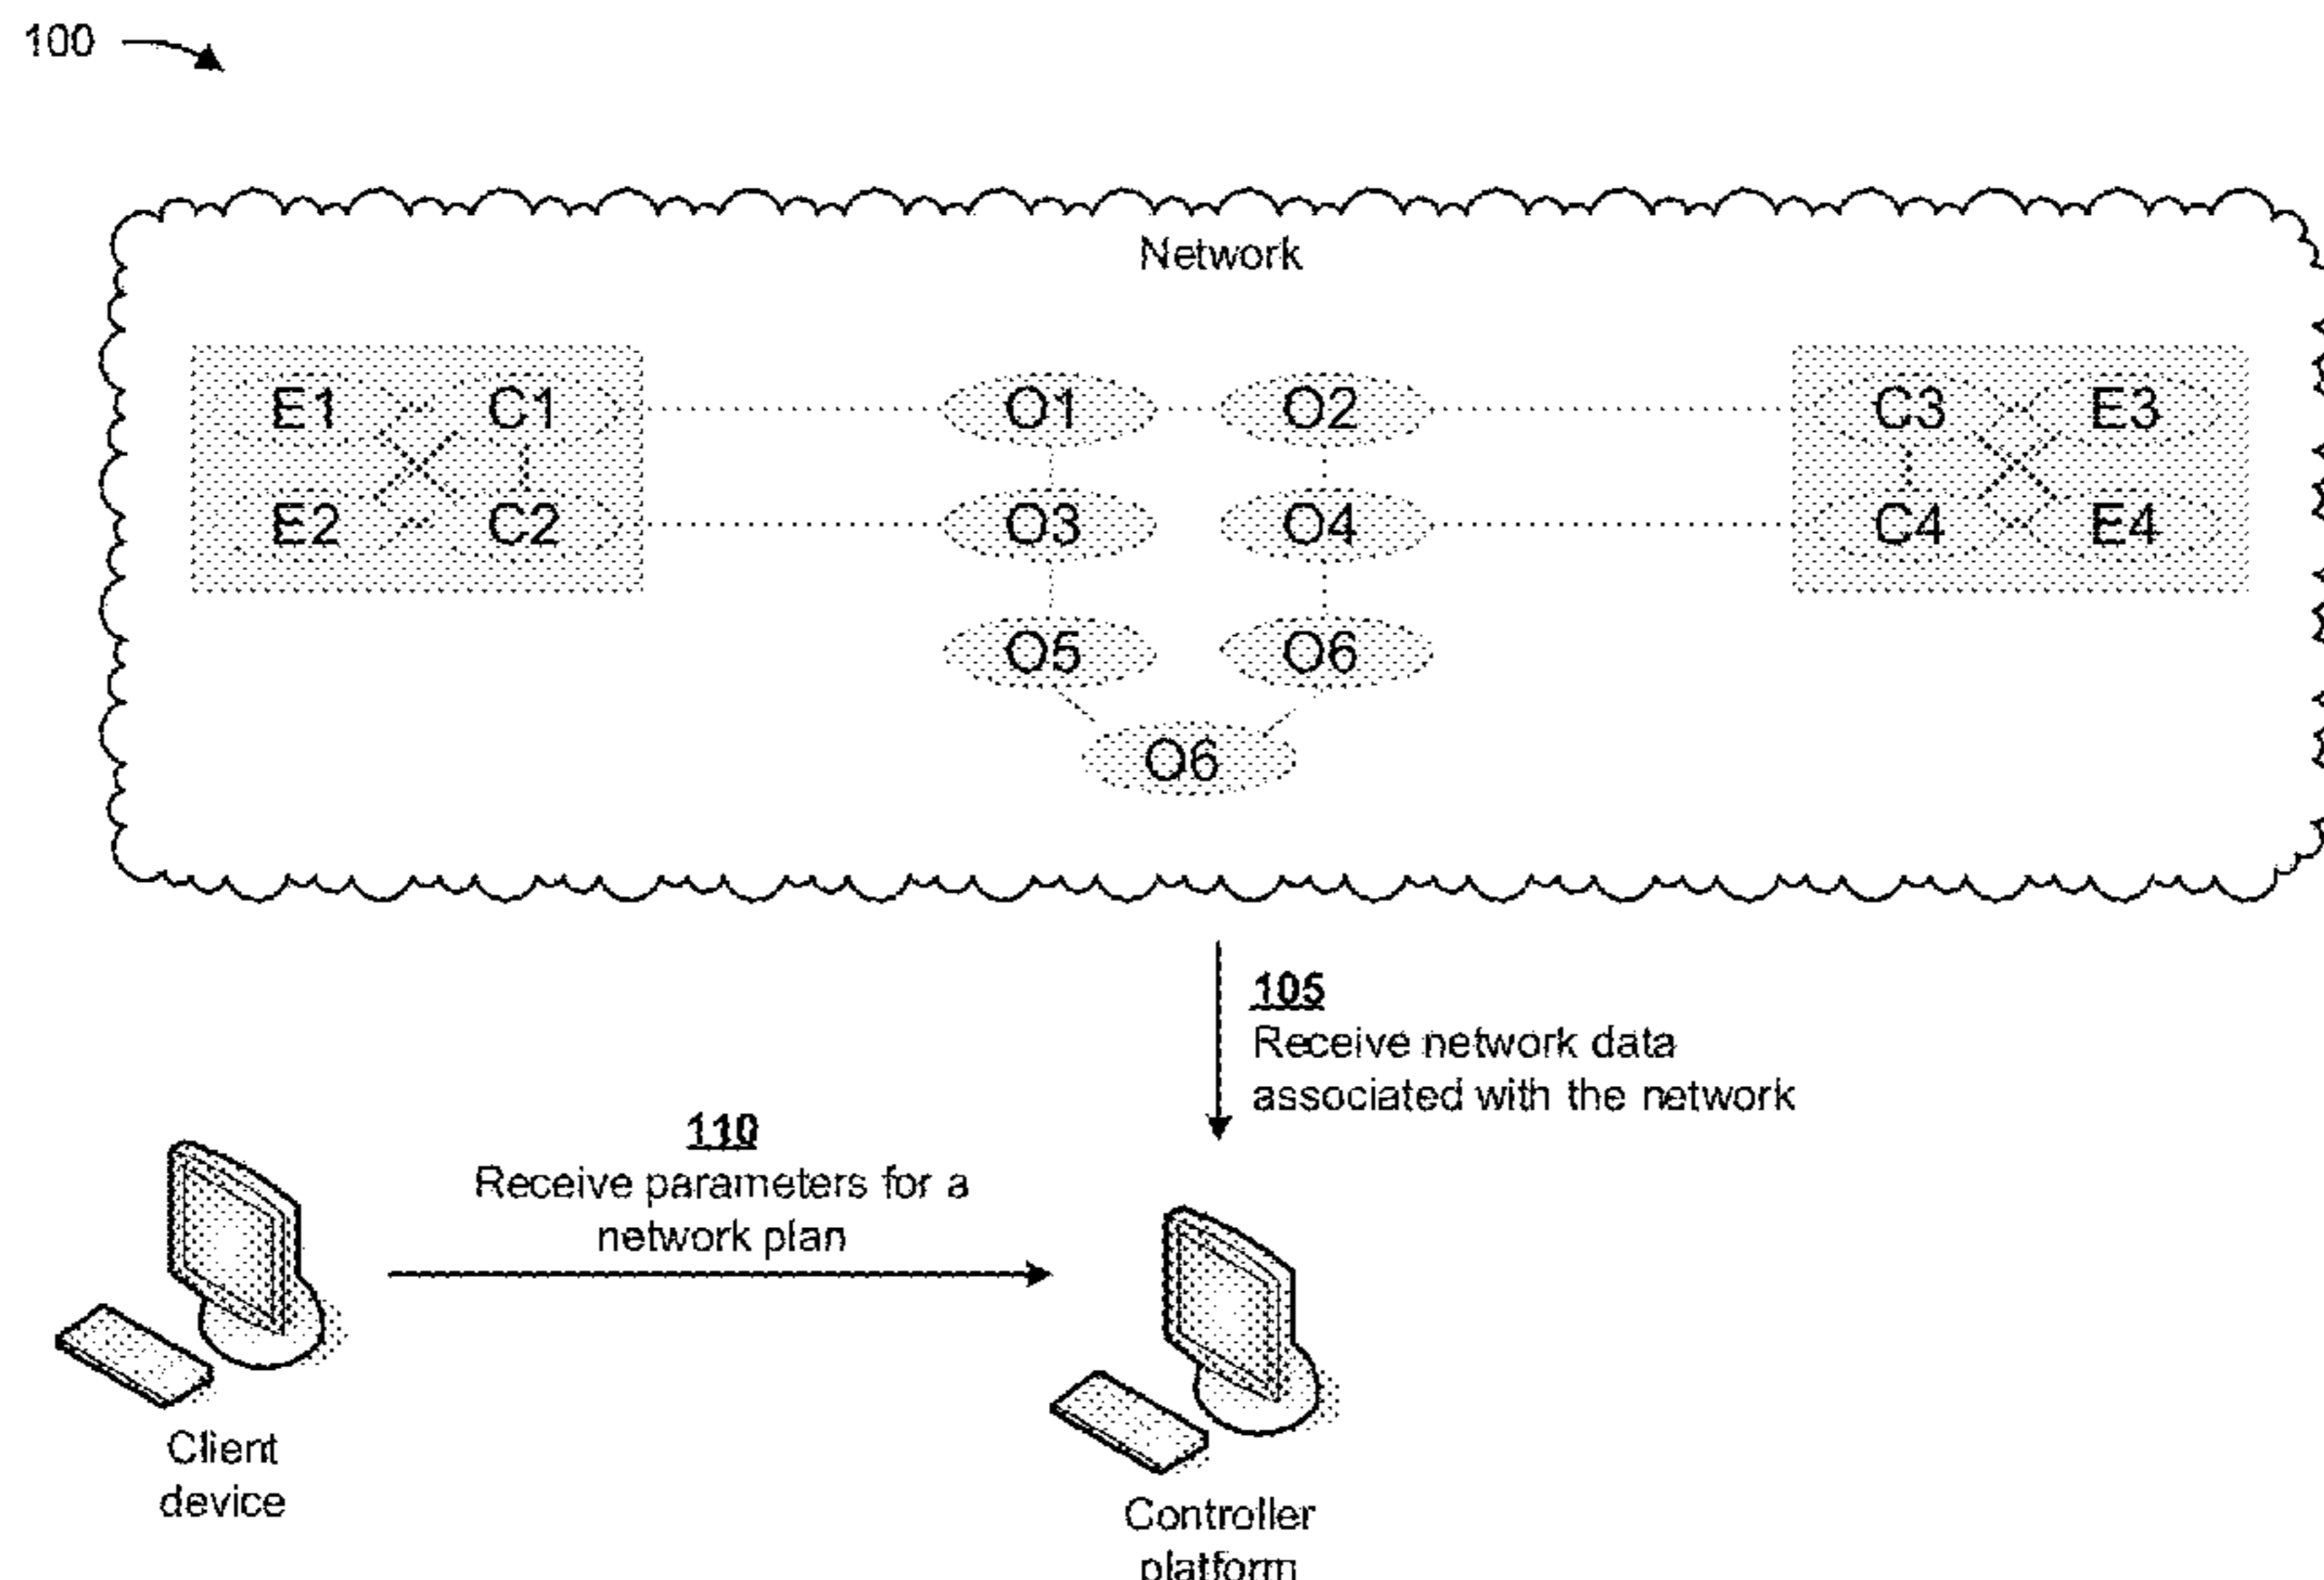 100
Network
E1 C1 O1 O2 C3 E3
E2 C2 O3 O4 C4 E4
O5 O6
O6
105
Receive network data
associated with the network
110
Receive parameters for a
network plan
Client
device
Controller
platform